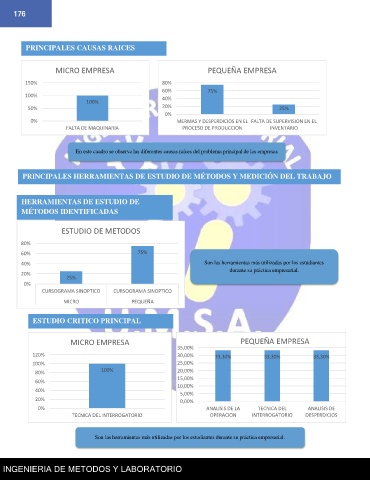 176
PRINCIPALES CAUSAS RAICES
MICRO EMPRESA
150%
100%
50%
0%
100%
FALTA DE MAQUINARIA
PEQUEÑA EMPRESA
80%
60%
40%
20%
0%
75%
25%
MERMAS Y DESPERDICIOS EN EL PROCESO DE PRODUCCION
FALTA DE SUPERVISION EN EL INVENTARIO
En este cuadro se observa las diferentes causas raíces del problema principal de las empresas
PRINCIPALES HERRAMIENTAS DE ESTUDIO DE MÉTODOS Y MEDICIÓN DEL TRABAJO
HERRAMIENTAS DE ESTUDIO DE
MÉTODOS IDENTIFICADAS
ESTUDIO DE METODOS
80%
60%
40%
20%
0%
25%
75%
CURSOGRAMA SINOPTICO
CURSOGRAMA SINOPTICO
MICRO
PEQUEÑA
Son las herramientas más utilizadas por los estudiantes
durante su práctica empresarial.
ESTUDIO CRITICO PRINCIPAL
MICRO EMPRESA
120%
100%
80%
60%
40%
20%
0%
100%
TECNICA DEL INTERROGATORIO
PEQUEÑA EMPRESA
35,00%
30,00%
25,00%
20,00%
15,00%
10,00%
5,00%
0,00%
33,30%
33,30%
33,30%
ANALISIS DE LA OPERACION
TECNICA DEL INTERROGATORIO
ANALISIS DE DESPERDICIOS
Son las herramientas más utilizadas por los estudiantes durante su práctica empresarial.
U.M.S.A.
INGENIERIA DE METODOS Y LABORATORIO